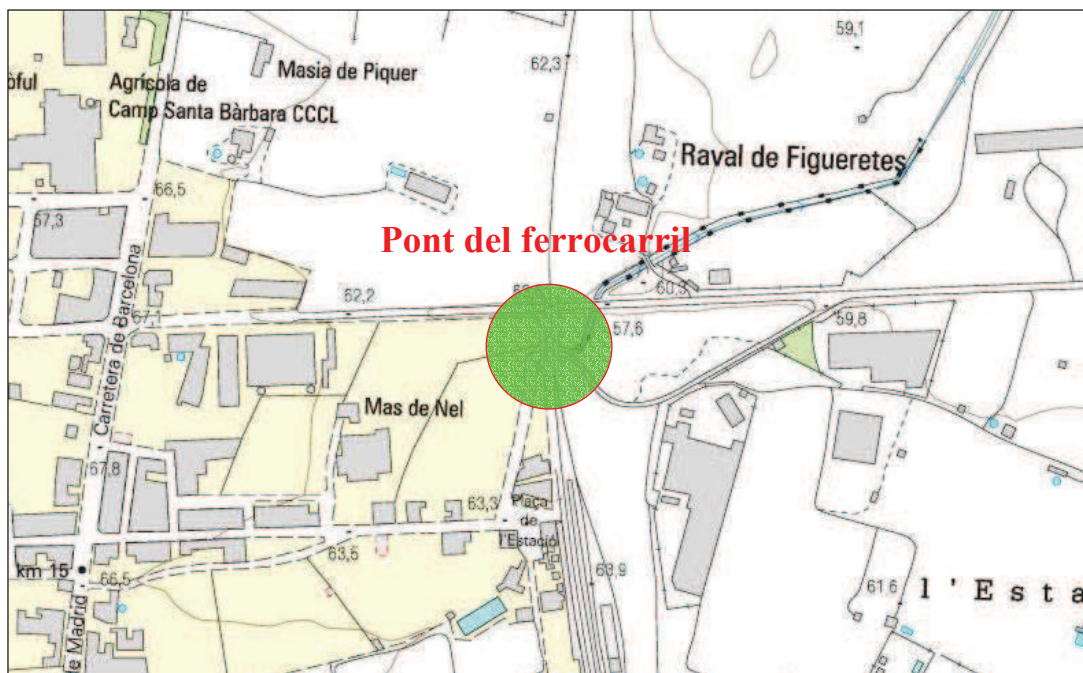 59,1
òful
Agrícola de
Camp Santa Bàrbara CCCL
Masia de Piquer
62,3
Raval de Figueretes
66,5
57,3
Pont del ferrocarril
Carretera de Barcelona
62,2
60,3
67,1
57,6
59,8
Mas de Nel
67,8
63,3
Plaça
de
l'Estació
63,5
km 15
66,5
63,9
61,6
l'Esta
de Madrid